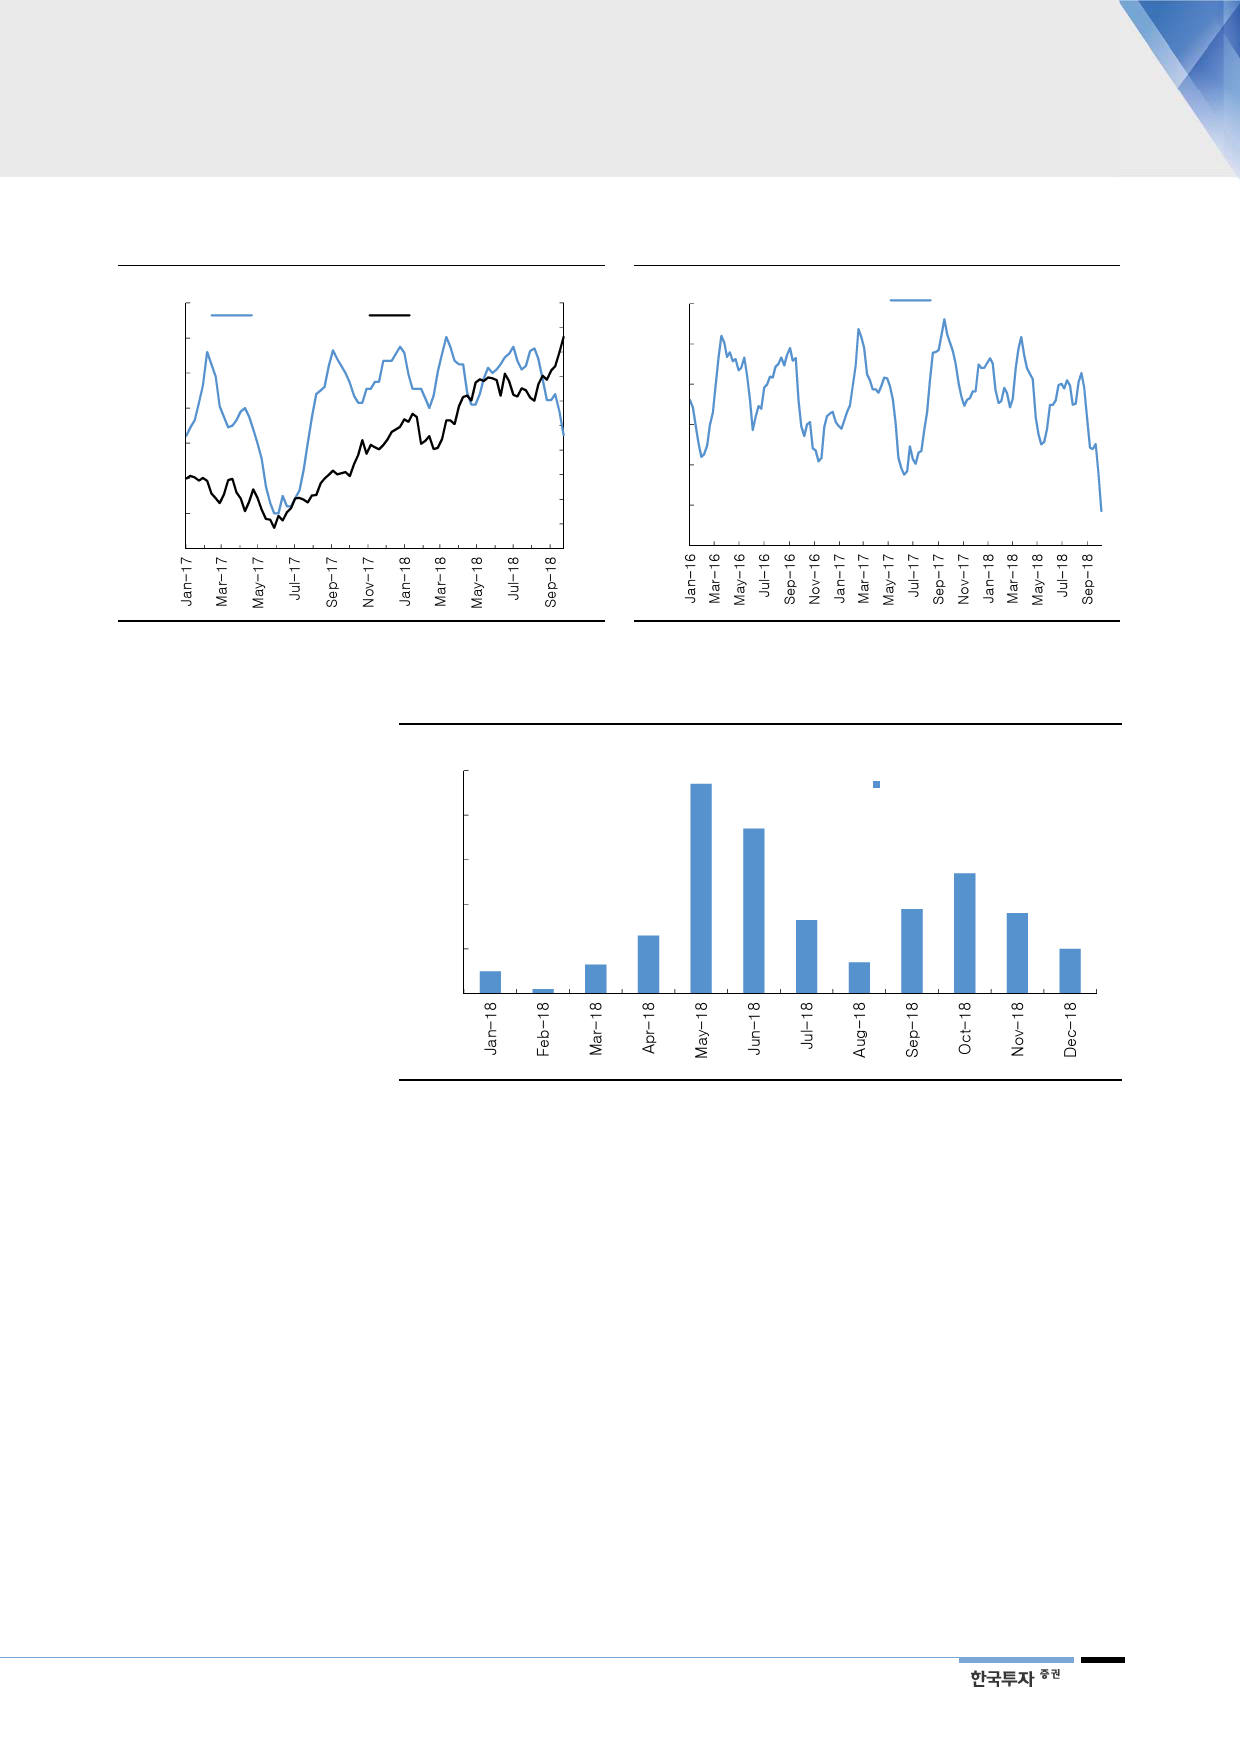 Jan-17 Mar-17 May-17 Jul-17 Sep-17 Nov-17 Jan-18 Mar-18 May-18 Jul-18 Sep-18
Jan-16 Mar-16 May-16 Jul-16 Sep-16 Nov-16 Jan-17 Mar-17 May-17 Jul-17 Sep-17 Nov-17 Jan-18 Mar-18 May-18 Jul-18 Sep-18
Jan-18 Feb-18 Mar-18 Apr-18 May-18 Jun-18 Jul-18 Aug-18 Sep-18 Oct-18 Nov-18 Dec-18
한국투자 증권